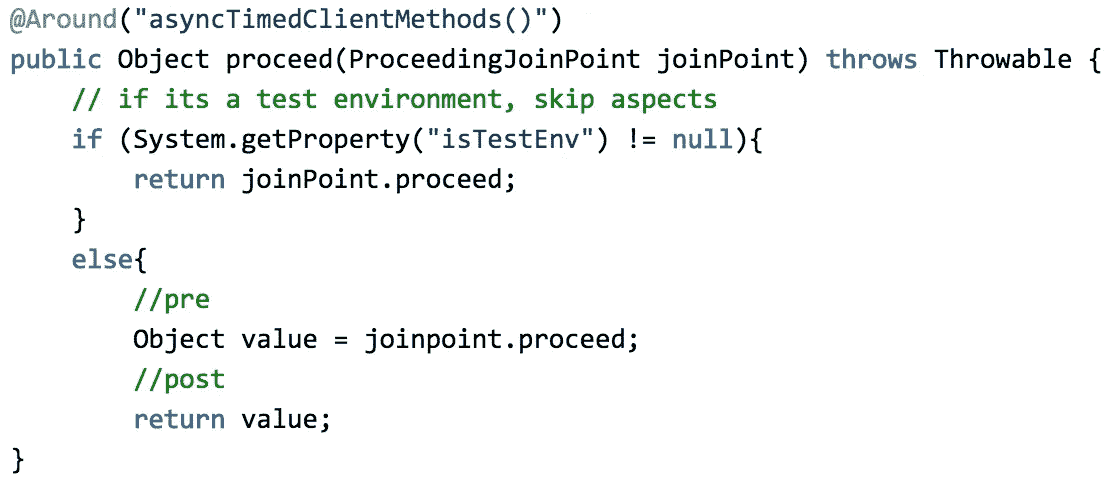 @Around("asyncTimedClientMethods()")
public Object proceed(ProceedingJoinPoint joinPoint) throws Throwable {
    // if its a test environment, skip aspects
    if (System.getProperty("isTestEnv") != null){
        return joinPoint.proceed;
    }
    else{
        //pre
        Object value = joinpoint.proceed;
        //post
        return value;
}